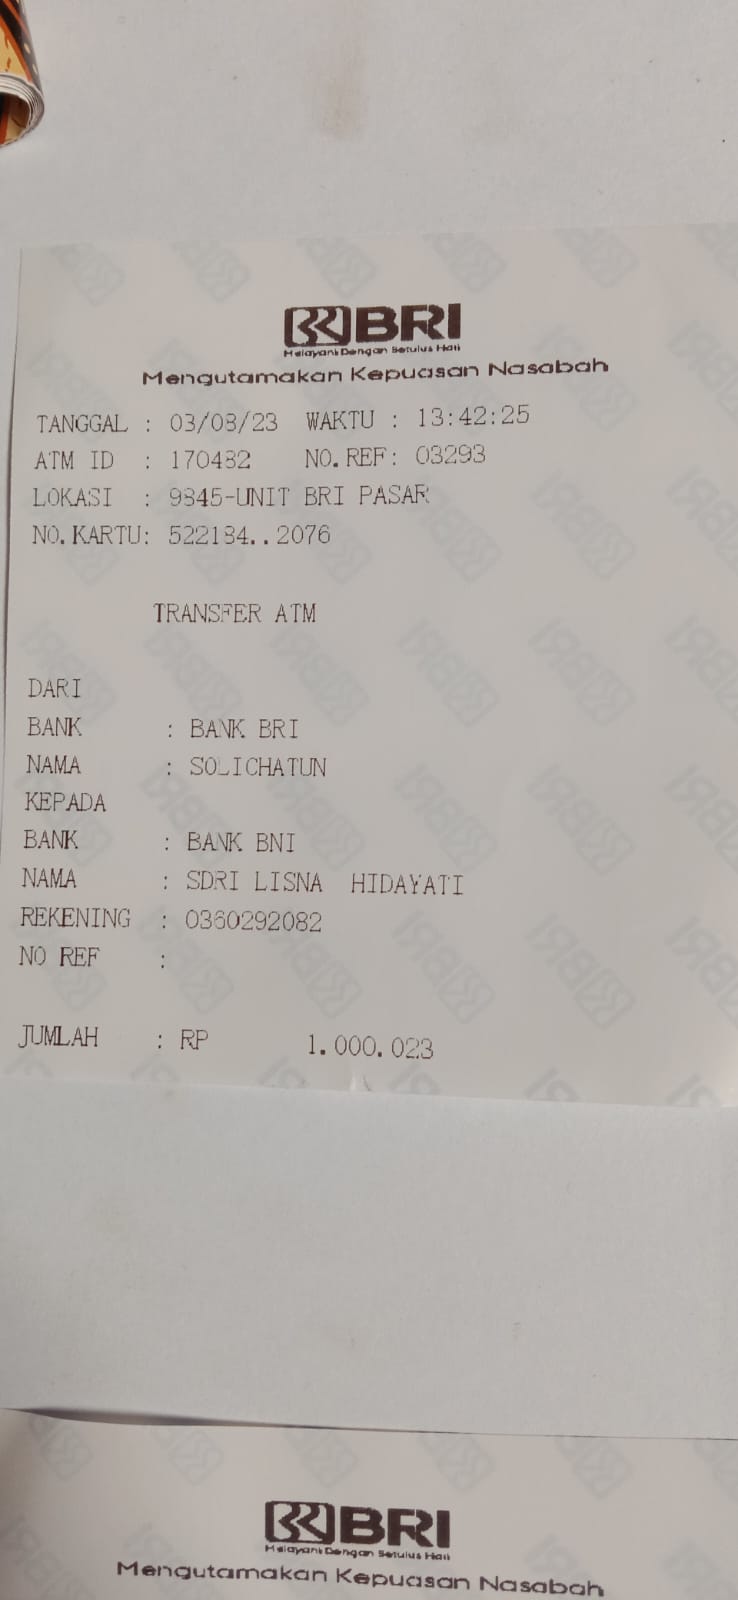 BRI
Melayani Dengan Setulus Hati
Mengutamakan Kepuasan Nasabah
TANGGAL : 03/08/23 WAKTU : 13:42:25
ATM ID : 170482 NO.REF: 03293
LOKASI : 9845-UNIT BRI PASAR
NO.KARTU: 522184..2076
TRANSFER ATM
DARI
BANK : BANK BRI
NAMA : SOLICHATUN
KEPADA
BANK : BANK BNI
NAMA : SDRI LISNA HIDAYATI
REKENING : 0360292082
NO REF :
JUMLAH : RP 1.000.023
BRI
Melayani Dengan Setulus Hati
Mengutamakan Kepuasan Nasabah